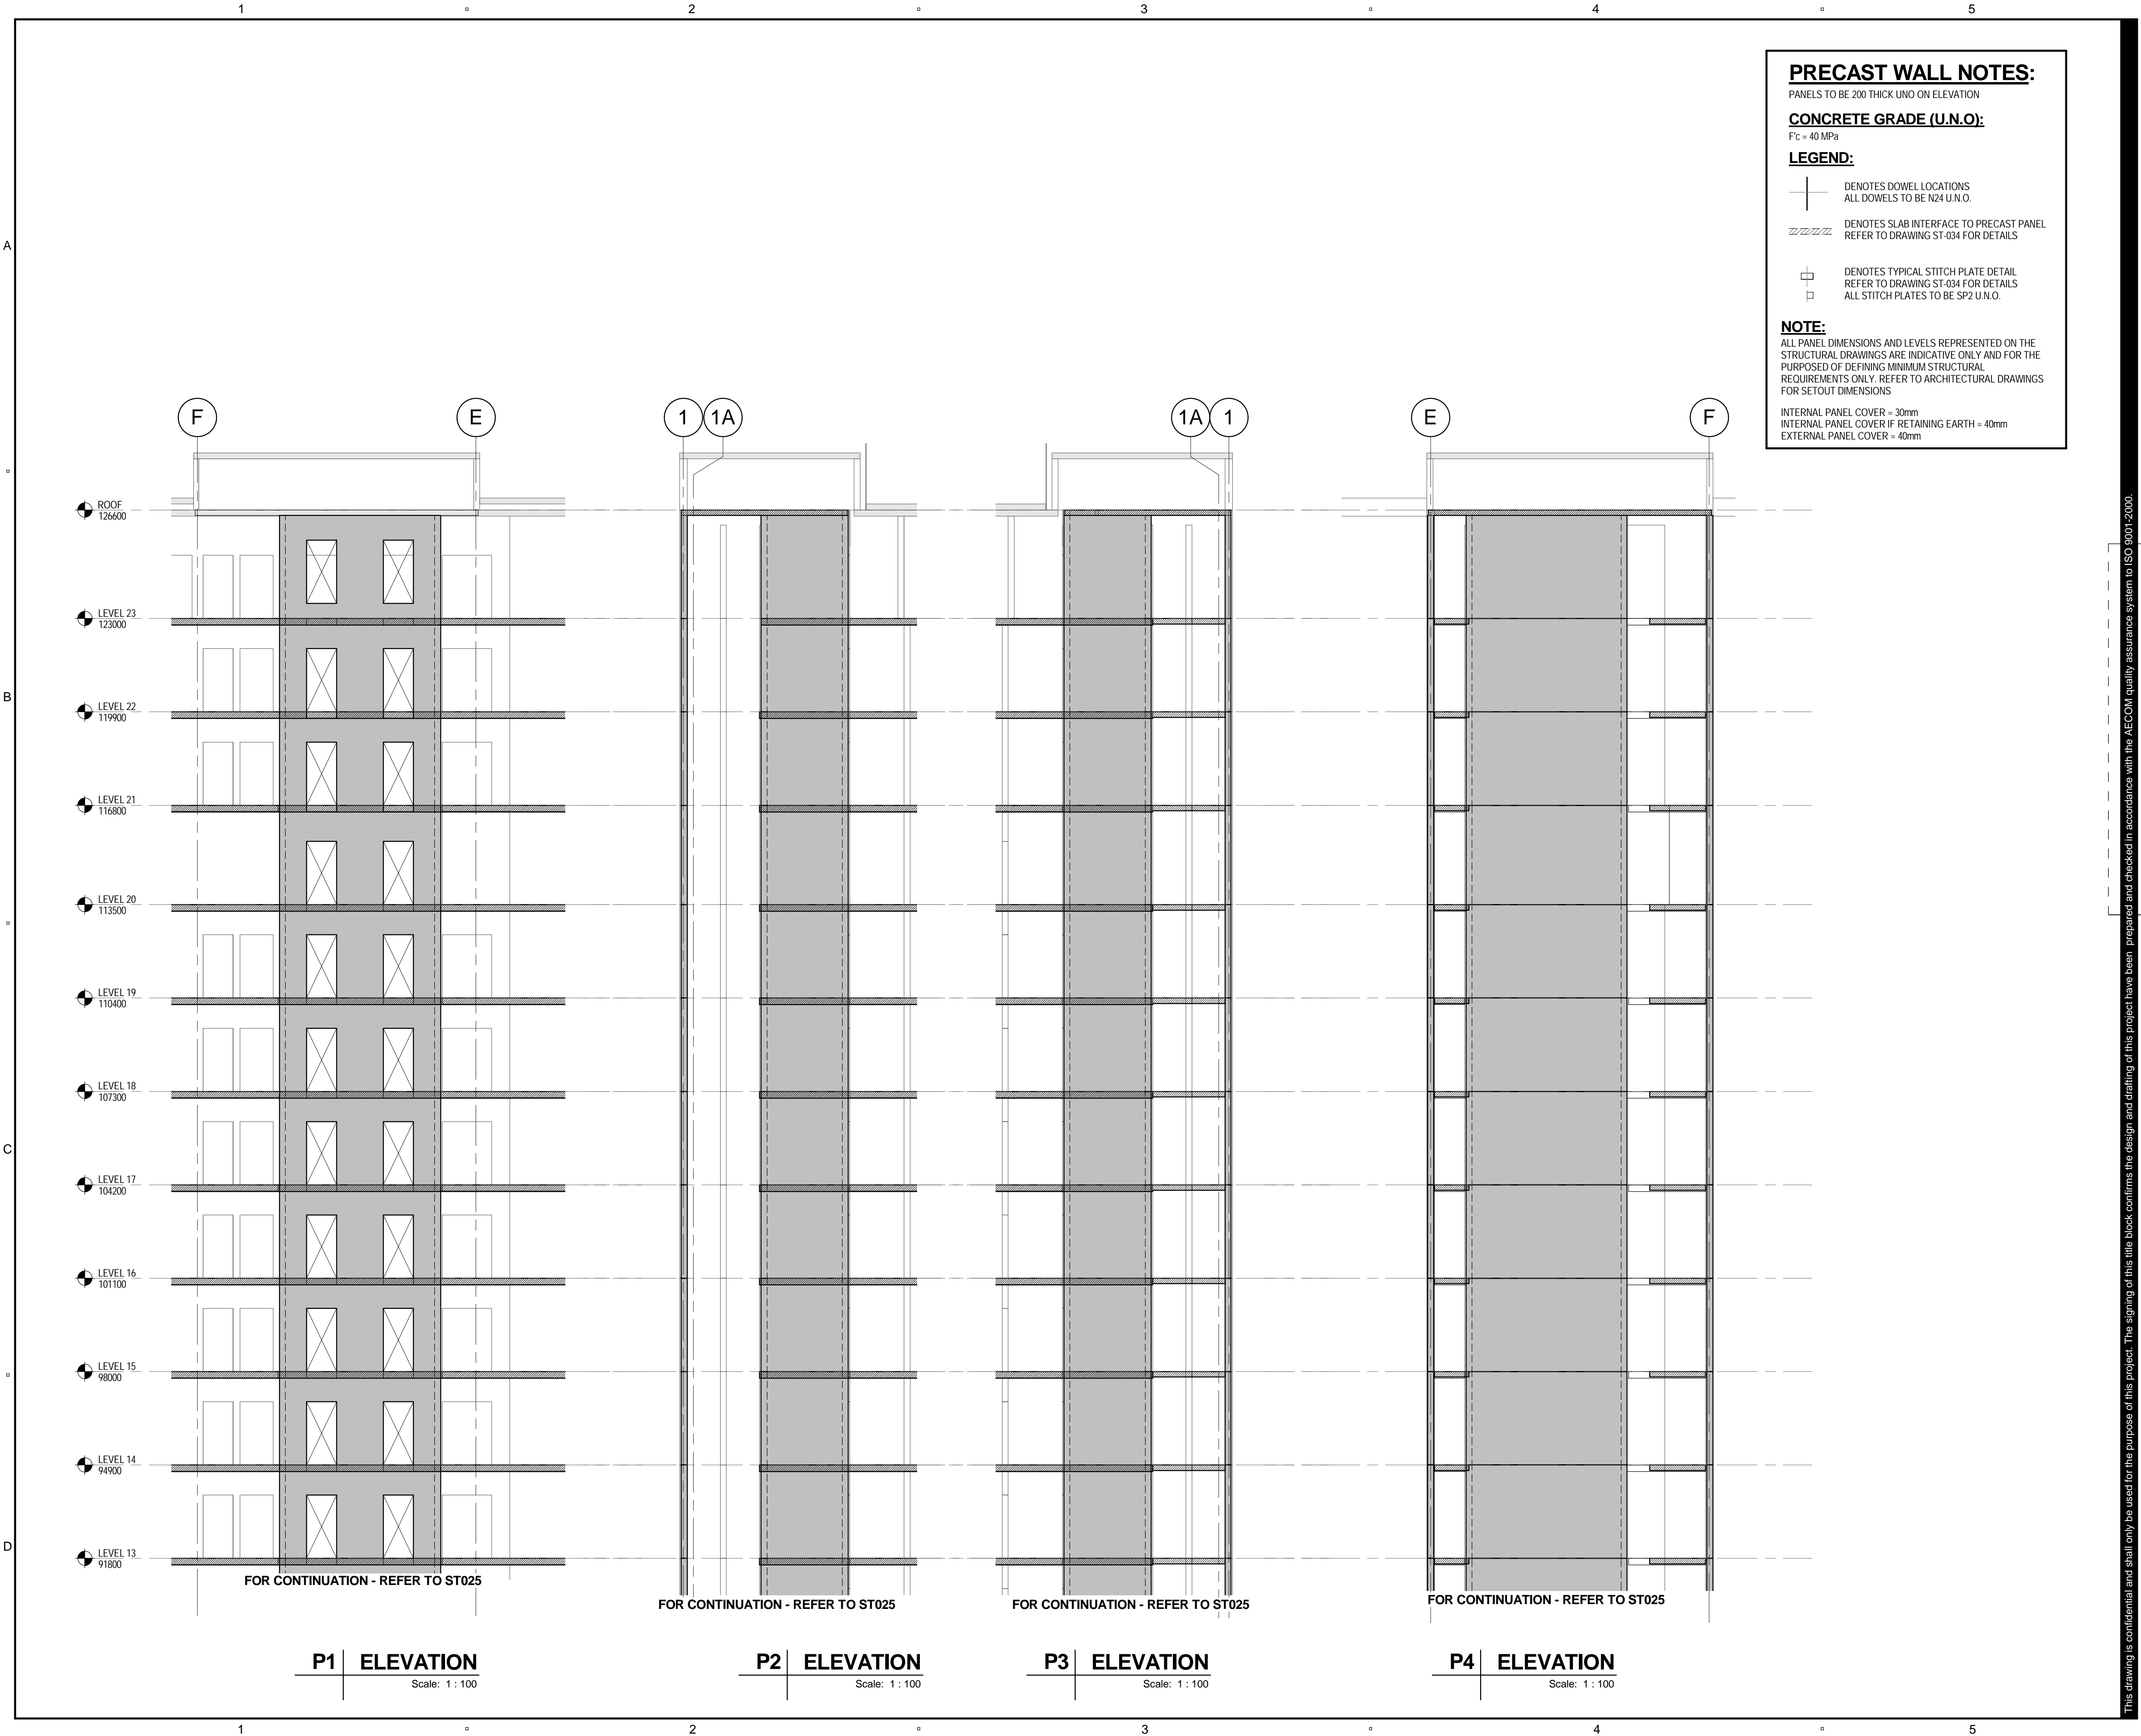 1
2
3
4
5
PRECAST WALL NOTES:
PANELS TO BE 200 THICK UNO ON ELEVATION
CONCRETE GRADE (U.N.O):
F'c = 40 MPa
LEGEND:
DENOTES DOWEL LOCATIONS
ALL DOWELS TO BE N24 U.N.O.
DENOTES SLAB INTERFACE TO PRECAST PANEL
REFER TO DRAWING ST-034 FOR DETAILS
DENOTES TYPICAL STITCH PLATE DETAIL
REFER TO DRAWING ST-034 FOR DETAILS
ALL STITCH PLATES TO BE SP2 U.N.O.
NOTE:
ALL PANEL DIMENSIONS AND LEVELS REPRESENTED ON THE
STRUCTURAL DRAWINGS ARE INDICATIVE ONLY AND FOR THE
PURPOSED OF DEFINING MINIMUM STRUCTURAL
REQUIREMENTS ONLY. REFER TO ARCHITECTURAL DRAWINGS
FOR SETOUT DIMENSIONS
INTERNAL PANEL COVER = 30mm
INTERNAL PANEL COVER IF RETAINING EARTH = 40mm
EXTERNAL PANEL COVER = 40mm
A
B
C
D
F
E
1
1A
1A
1
E
F
ROOF
126600
LEVEL 23
123000
LEVEL 22
119900
LEVEL 21
116800
LEVEL 20
113500
LEVEL 19
110400
LEVEL 18
107300
LEVEL 17
104200
LEVEL 16
101100
LEVEL 15
98000
LEVEL 14
94900
LEVEL 13
91800
FOR CONTINUATION - REFER TO ST025
FOR CONTINUATION - REFER TO ST025
FOR CONTINUATION - REFER TO ST025
FOR CONTINUATION - REFER TO ST025
P1 ELEVATION
Scale: 1 : 100
P2 ELEVATION
Scale: 1 : 100
P3 ELEVATION
Scale: 1 : 100
P4 ELEVATION
Scale: 1 : 100
This drawing is confidential and shall only be used for the purpose of this project. The signing of this title block confirms the design and drafting of this project have been prepared and checked in accordance with the AECOM quality assurance system to ISO 9001-2000.
1
2
3
4
5